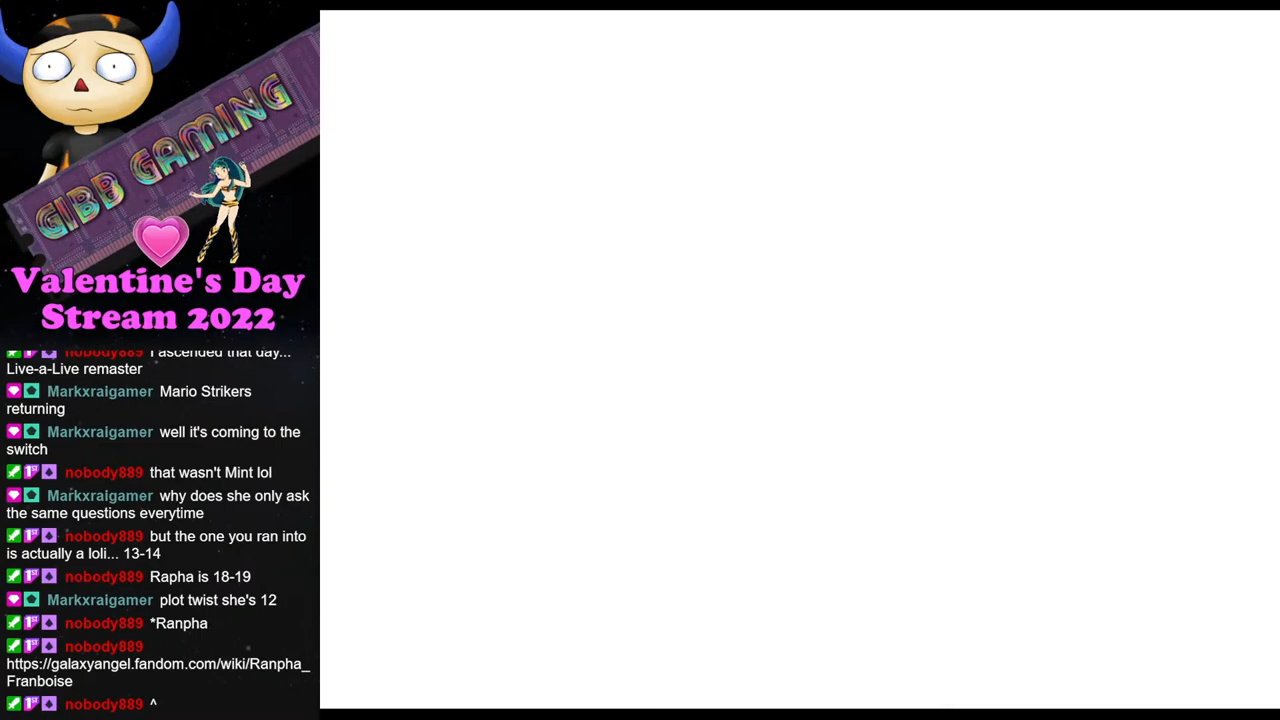 GIBB GAMING
Valentine's Day
Stream 2022
nobody889 I ascended that day...
Live-a-Live remaster
Markxraigamer Mario Strikers
returning
Markxraigamer well it's coming to the
switch
nobody889 that wasn't Mint lol
Markxraigamer why does she only ask
the same questions everytime
nobody889 but the one you ran into
is actually a loli... 13-14
nobody889 Rapha is 18-19
Markxraigamer plot twist she's 12
nobody889 *Ranpha
nobody889
https://galaxyangel.fandom.com/wiki/Ranpha_
Franboise
nobody889 ^